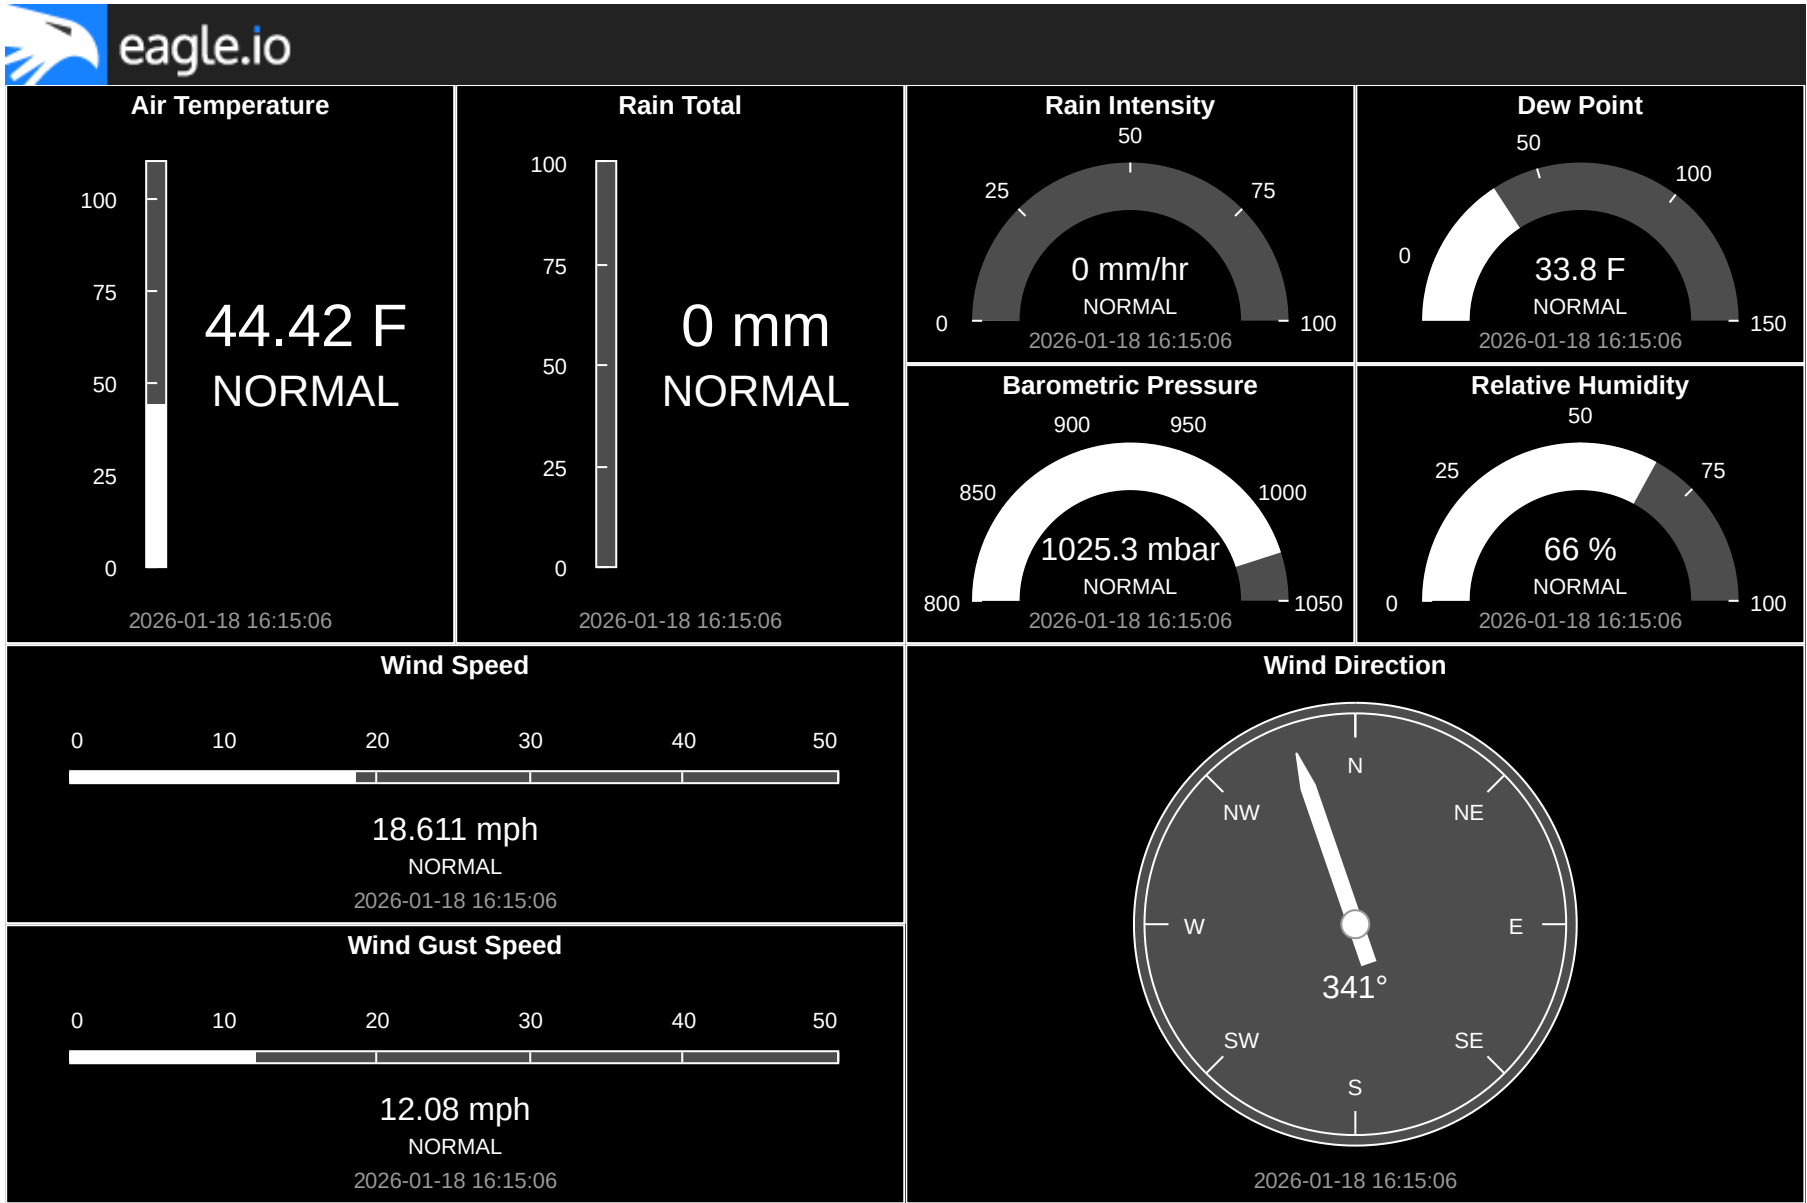 eagle.io
Air Temperature
100
75
50
25
0
44.42 F
NORMAL
2026-01-18 16:15:06
Rain Total
100
75
50
25
0
0 mm
NORMAL
2026-01-18 16:15:06
Rain Intensity
50
25 75
0 100
0 mm/hr
NORMAL
2026-01-18 16:15:06
Dew Point
50
100
0
150
33.8 F
NORMAL
2026-01-18 16:15:06
Barometric Pressure
900 950
850 1000
800 1050
1025.3 mbar
NORMAL
2026-01-18 16:15:06
Relative Humidity
50
25 75
0 100
66 %
NORMAL
2026-01-18 16:15:06
Wind Speed
0 10 20 30 40 50
18.611 mph
NORMAL
2026-01-18 16:15:06
Wind Gust Speed
0 10 20 30 40 50
12.08 mph
NORMAL
2026-01-18 16:15:06
Wind Direction
N
NW NE
W E
341°
SW SE
S
2026-01-18 16:15:06